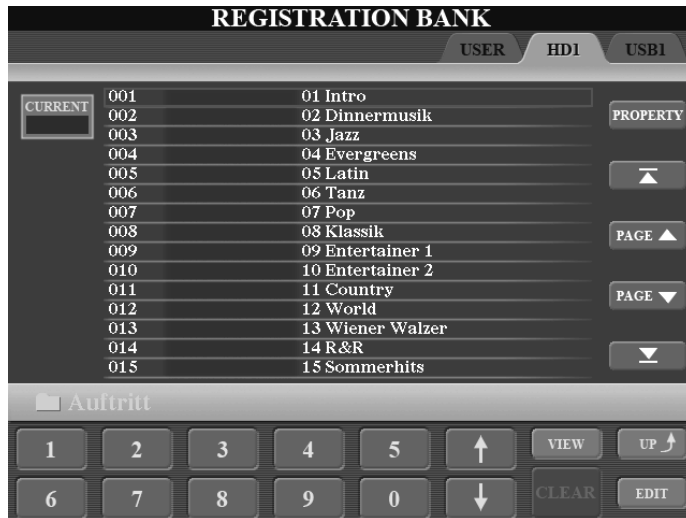 REGISTRATION BANK
USER HD1 USB1
CURRENT
001 01 Intro
002 02 Dinnermusik
003 03 Jazz
004 04 Evergreens
005 05 Latin
006 06 Tanz
007 07 Pop
008 08 Klassik
009 09 Entertainer 1
010 10 Entertainer 2
011 11 Country
012 12 World
013 13 Wiener Walzer
014 14 R&R
015 15 Sommerhits
PROPERTY
PAGE
PAGE
Auftritt
1 2 3 4 5 VIEW UP
6 7 8 9 0 CLEAR EDIT